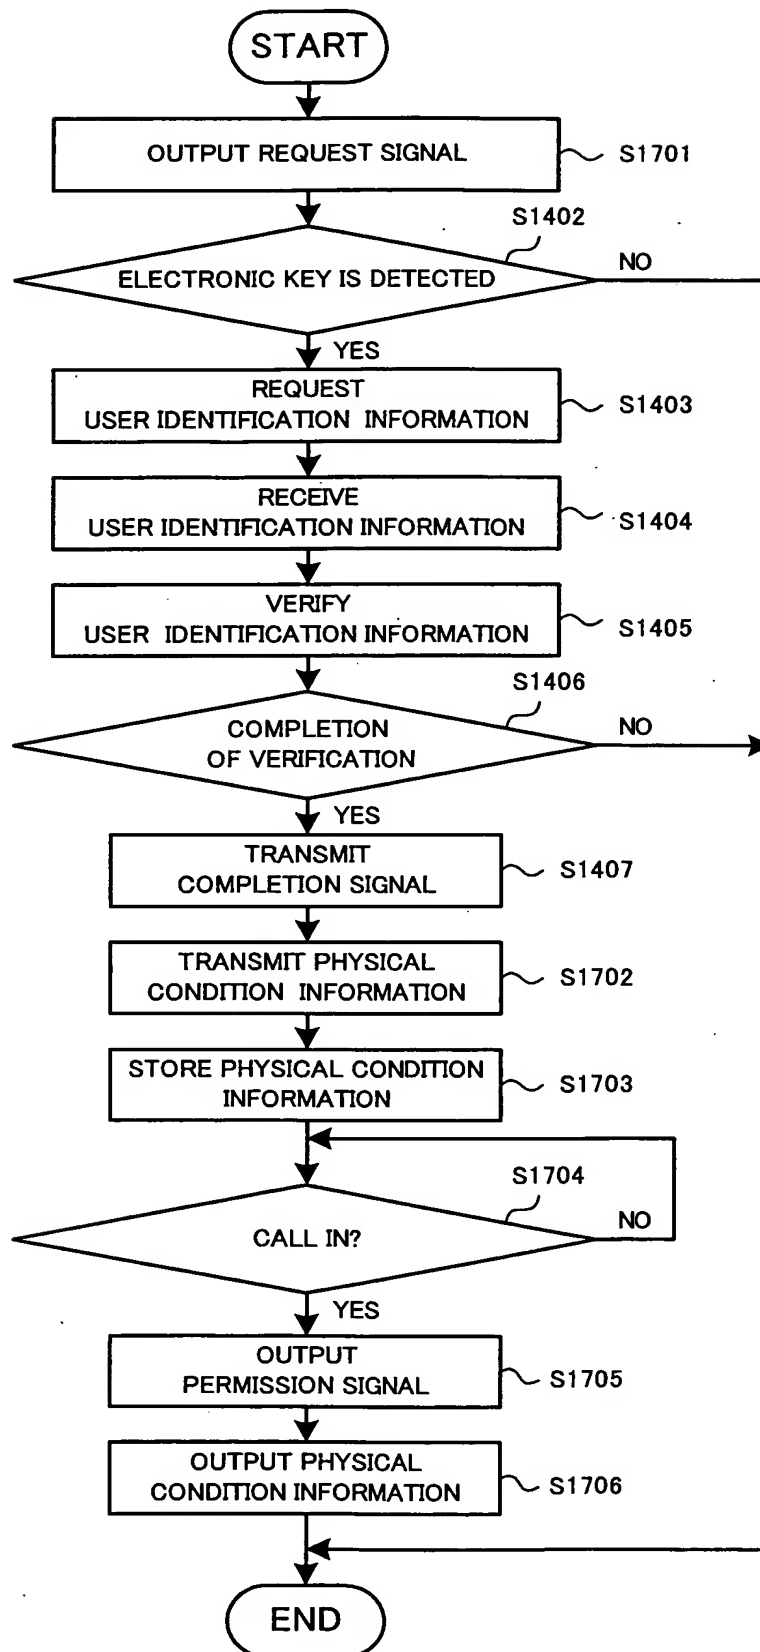 START
OUTPUT REQUEST SIGNAL
S1701
S1402
ELECTRONIC KEY IS DETECTED
NO
YES
REQUEST
USER IDENTIFICATION INFORMATION
S1403
RECEIVE
USER IDENTIFICATION INFORMATION
S1404
VERIFY
USER IDENTIFICATION INFORMATION
S1405
S1406
COMPLETION
OF VERIFICATION
NO
YES
TRANSMIT
COMPLETION SIGNAL
S1407
TRANSMIT PHYSICAL
CONDITION INFORMATION
S1702
STORE PHYSICAL CONDITION
INFORMATION
S1703
S1704
CALL IN?
NO
YES
OUTPUT
PERMISSION SIGNAL
S1705
OUTPUT PHYSICAL
CONDITION INFORMATION
S1706
END